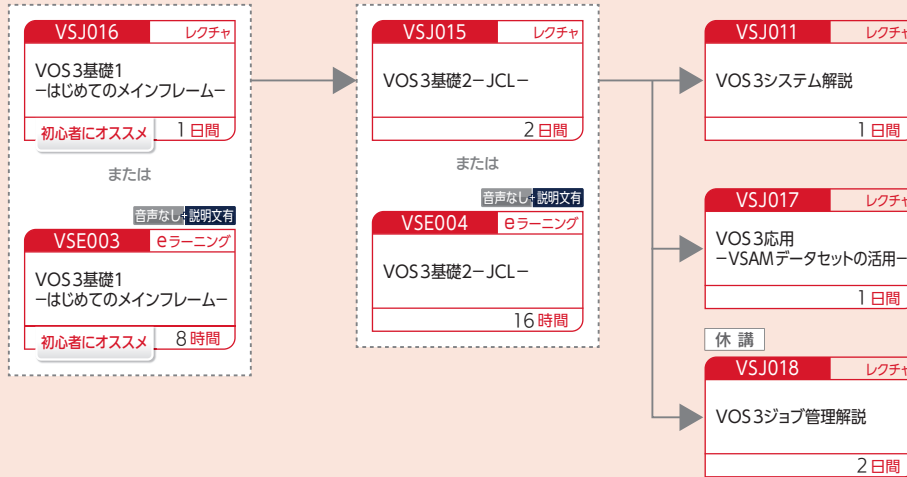 VSJ016 レクチャ
VOS3基礎1
−はじめてのメインフレーム−
初心者にオススメ 1日間
または
音声なし+説明文有
VSE003 eラーニング
VOS3基礎1
−はじめてのメインフレーム−
初心者にオススメ 8時間
VSJ015 レクチャ
VOS3基礎2−JCL−
2日間
または
音声なし+説明文有
VSE004 eラーニング
VOS3基礎2−JCL−
16時間
VSJ011 レクチャ
VOS3システム解説
1日間
VSJ017 レクチャ
VOS3応用
−VSAMデータセットの活用−
1日間
休 講
VSJ018 レクチャ
VOS3ジョブ管理解説
2日間